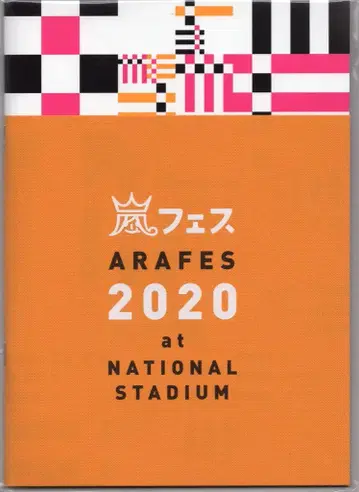 嵐フェス
ARAFES
2020
at
NATIONAL
STADIUM